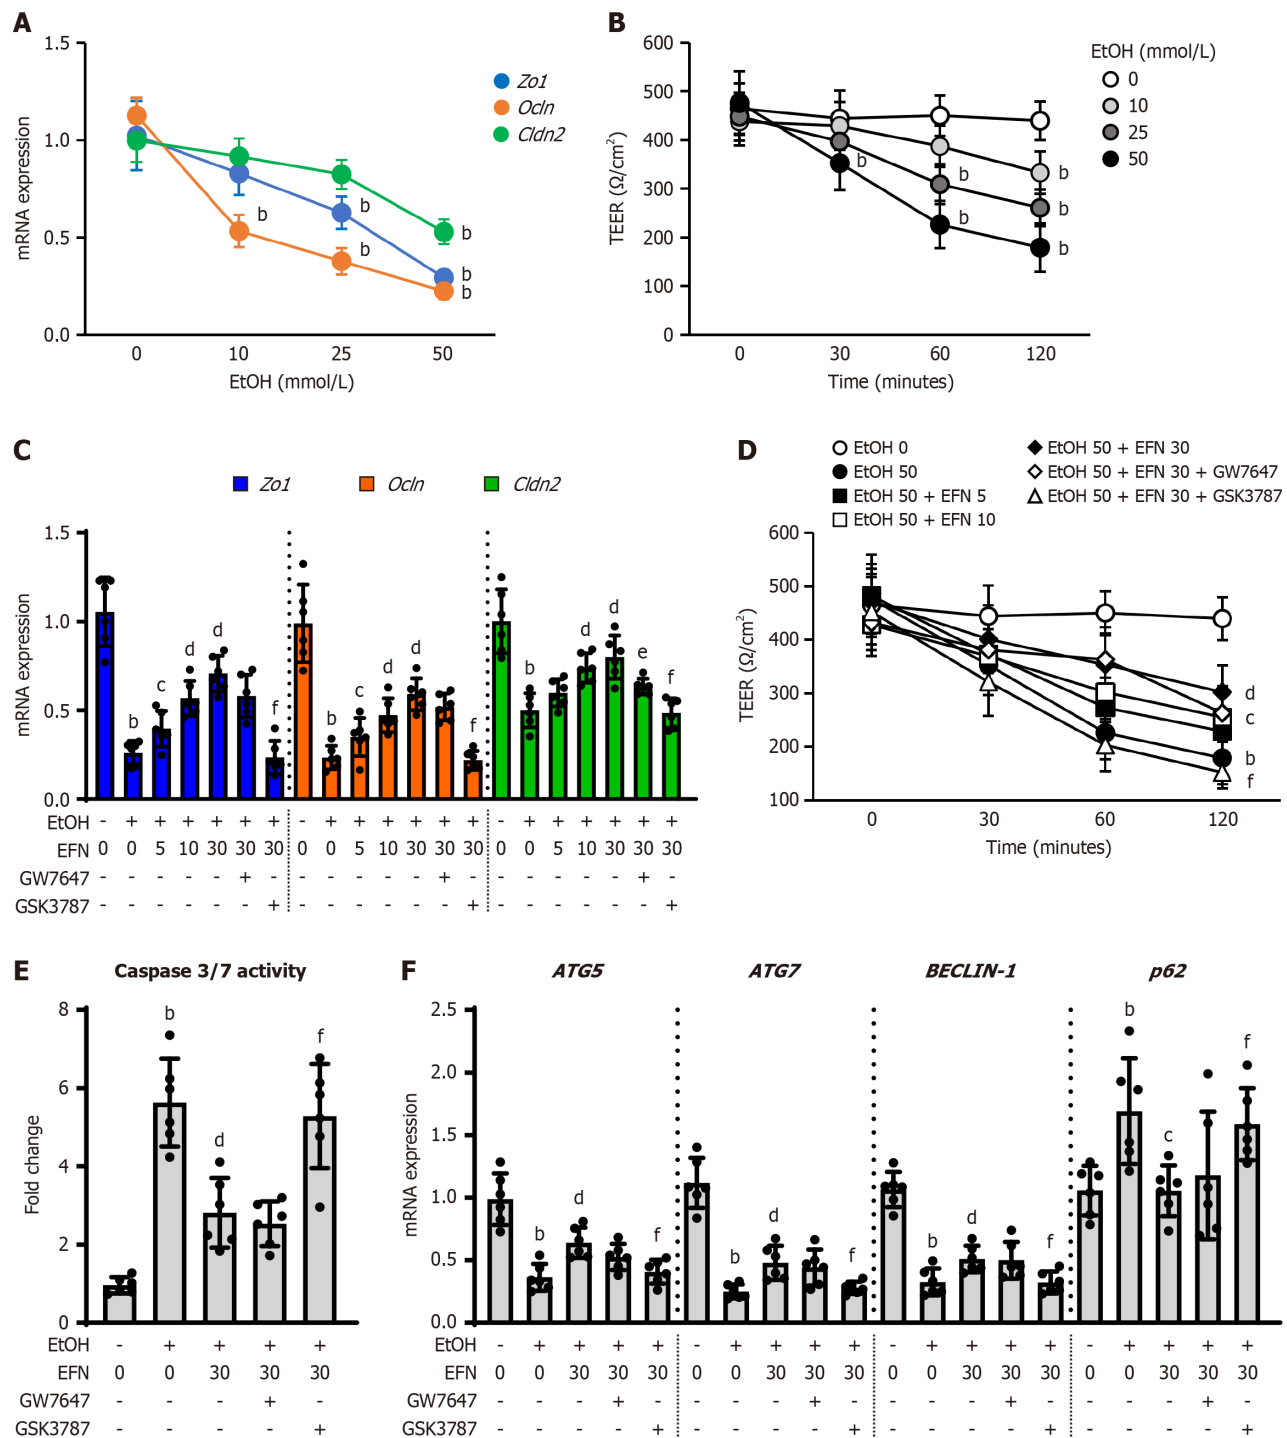 A
1.5
1.0
0.5
0.0
mRNA expression
0 10 25 50
EtOH (mmol/L)
Zo1
Ocln
Cldn2
b
b
b
b
b
b
B
600
500
400
300
200
100
0
TEER (Ω/cm2)
0 30 60 120
Time (minutes)
EtOH (mmol/L)
0
10
25
50
b
b
b
b
b
b
C
Zo1 Ocln Cldn2
1.5
1.0
0.5
0.0
mRNA expression
b c d d f
b c d d f
b d d e f
EtOH - + + + + + + - + + + + + + - + + + + + +
EFN 0 0 5 10 30 30 30 0 0 5 10 30 30 30 0 0 5 10 30 30 30
GW7647 - - - - - + - - - - - - + - - - - - - + -
GSK3787 - - - - - - + - - - - - - + - - - - - - +
D
EtOH 0
EtOH 50
EtOH 50 + EFN 5
EtOH 50 + EFN 10
EtOH 50 + EFN 30
EtOH 50 + EFN 30 + GW7647
EtOH 50 + EFN 30 + GSK3787
600
500
400
300
200
100
TEER (Ω/cm2)
d
c
b
f
0 30 60 120
Time (minutes)
E
Caspase 3/7 activity
8
6
4
2
0
Fold change
b d f
EtOH - + + + +
EFN 0 0 30 30 30
GW7647 - - - + -
GSK3787 - - - - +
F
ATG5 ATG7 BECLIN-1 p62
2.5
2.0
1.5
1.0
0.5
0.0
mRNA expression
b d f
b d f
b d f
b c f
EtOH - + + + + - + + + + - + + + + - + + + +
EFN 0 0 30 30 30 0 0 30 30 30 0 0 30 30 30 0 0 30 30 30
GW7647 - - - + - - - - + - - - - + - - - - + -
GSK3787 - - - - + - - - - + - - - - + - - - - +